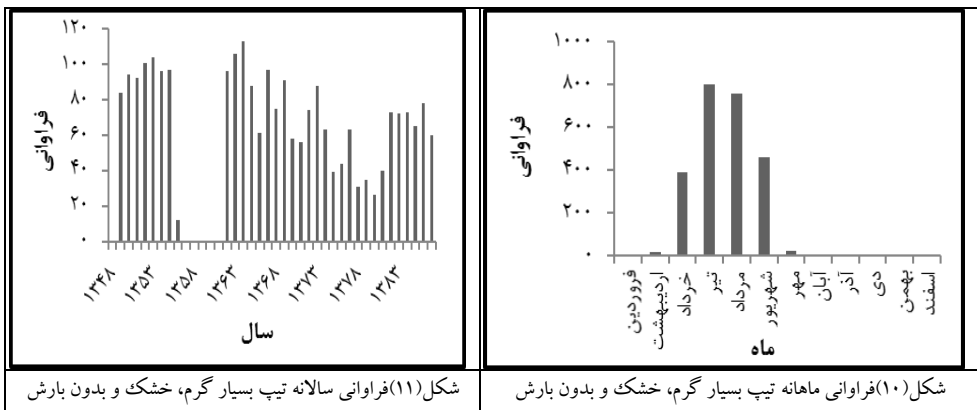 ۱۰۰۰
۸۰۰
۶۰۰
۴۰۰
۲۰۰
۰
فراوانی
فروردین
اردیبهشت
خرداد
تیر
مرداد
شهریور
مهر
آبان
آذر
دی
بهمن
اسفند
ماه
شکل(۱۰)فراوانی ماهانه تیپ بسیار گرم، خشک و بدون بارش
۱۲۰
۱۰۰
۸۰
۶۰
۴۰
۲۰
۰
فراوانی
۱۳۴۸
۱۳۵۳
۱۳۵۸
۱۳۶۳
۱۳۶۸
۱۳۷۳
۱۳۷۸
۱۳۸۳
سال
شکل(۱۱)فراوانی سالانه تیپ بسیار گرم، خشک و بدون بارش